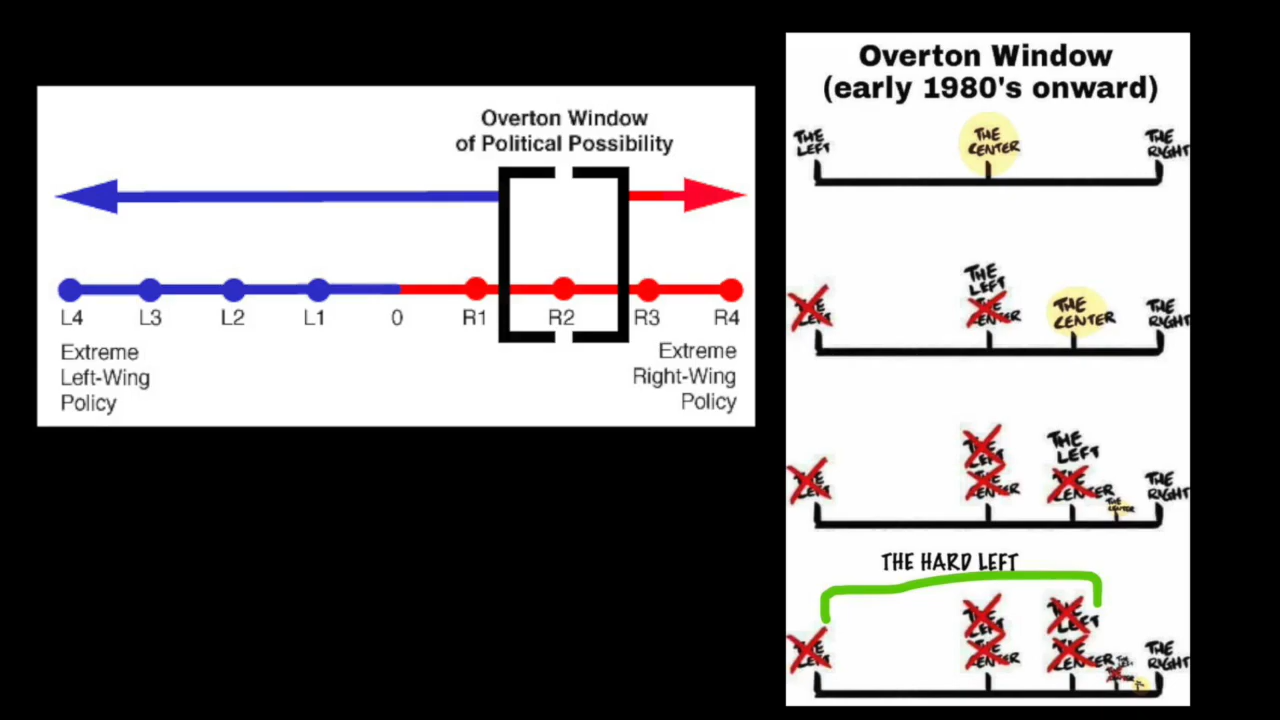 Overton Window
of Political Possibility
L4 L3 L2 L1 0 R1 R2 R3 R4
Extreme
Left-Wing
Policy
Extreme
Right-Wing
Policy
Overton Window
(early 1980's onward)
THE
LEFT
THE
CENTER
THE
RIGHT
THE
LEFT
THE
LEFT
THE
CENTER
THE
CENTER
THE
RIGHT
THE
LEFT
THE
LEFT
THE
CENTER
THE
LEFT
THE
CENTER
THE
CENTER
THE
RIGHT
THE HARD LEFT
THE
LEFT
THE
LEFT
THE
CENTER
THE
LEFT
THE
CENTER
THE
RIGHT